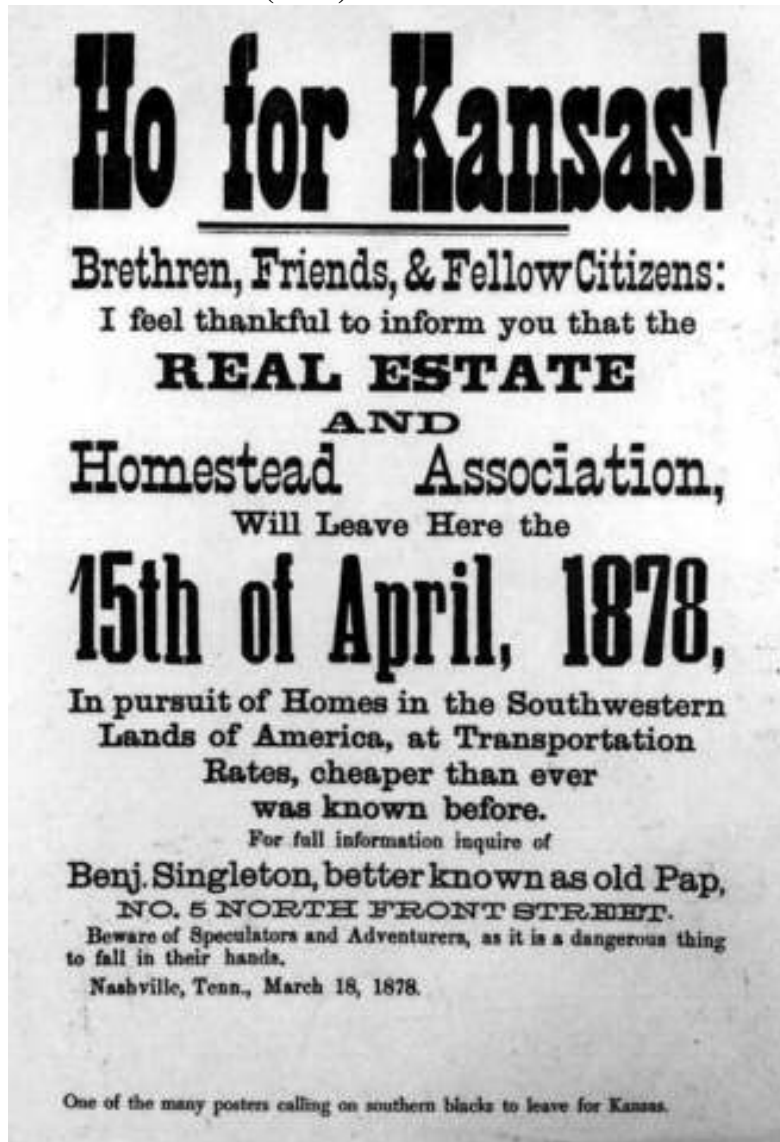 Ho for Kansas!
Brethren, Friends, & Fellow Citizens:
I feel thankful to inform you that the
REAL ESTATE
AND
Homestead Association,
Will Leave Here the
15th of April, 1878,
In pursuit of Homes in the Southwestern
Lands of America, at Transportation
Rates, cheaper than ever
was known before.
For full information inquire of
Benj. Singleton, better known as old Pap,
NO. 5 NORTH FRONT STREET.
Beware of Speculators and Adventurers, as it is a dangerous thing
to fall in their hands.
Nashville, Tenn., March 18, 1878.
One of the many posters calling on southern blacks to leave for Kansas.